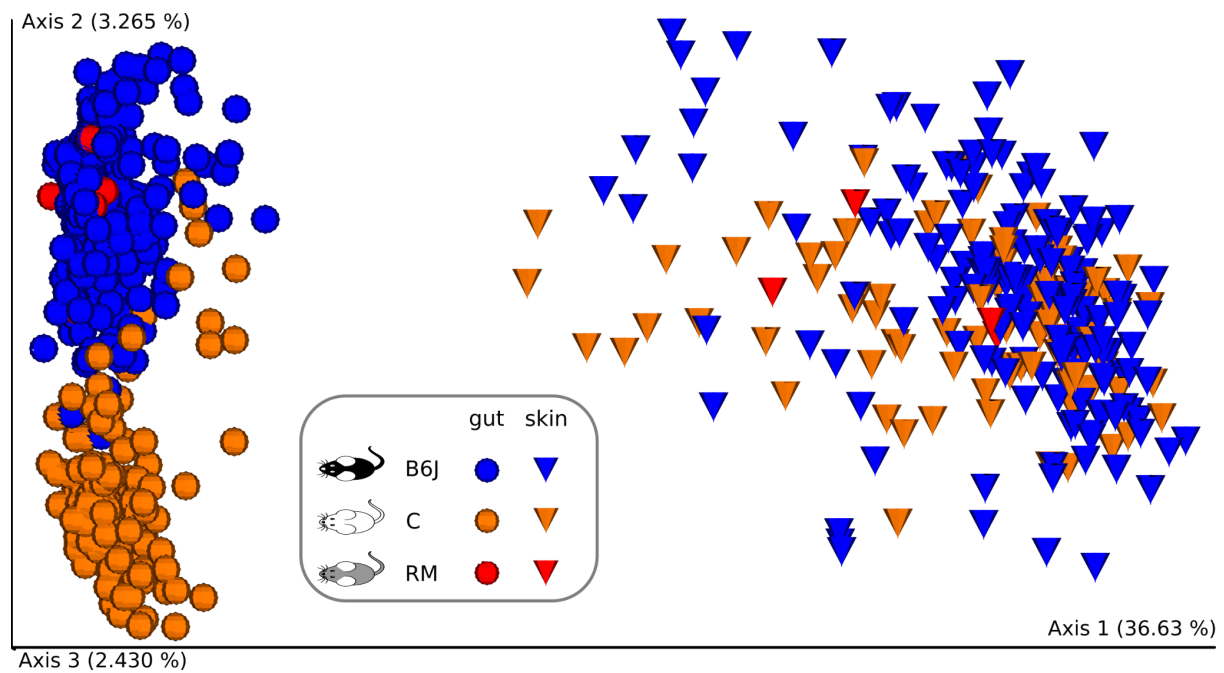 Axis 2 (3.265 %)
gut skin
B6J
C
RM
Axis 1 (36.63 %)
Axis 3 (2.430 %)